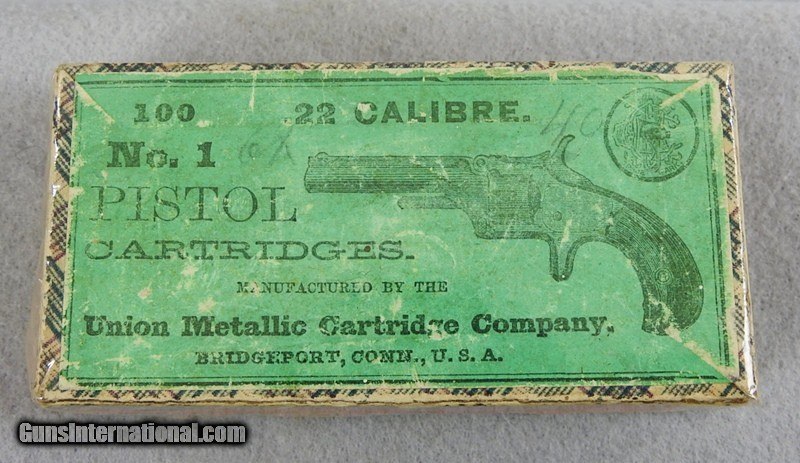 100 .22 CALIBRE.
No. 1
PISTOL
CARTRIDGES.
MANUFACTURED BY THE
Union Metallic Cartridge Company,
BRIDGEPORT, CONN., U. S. A.
GunsInternational.com